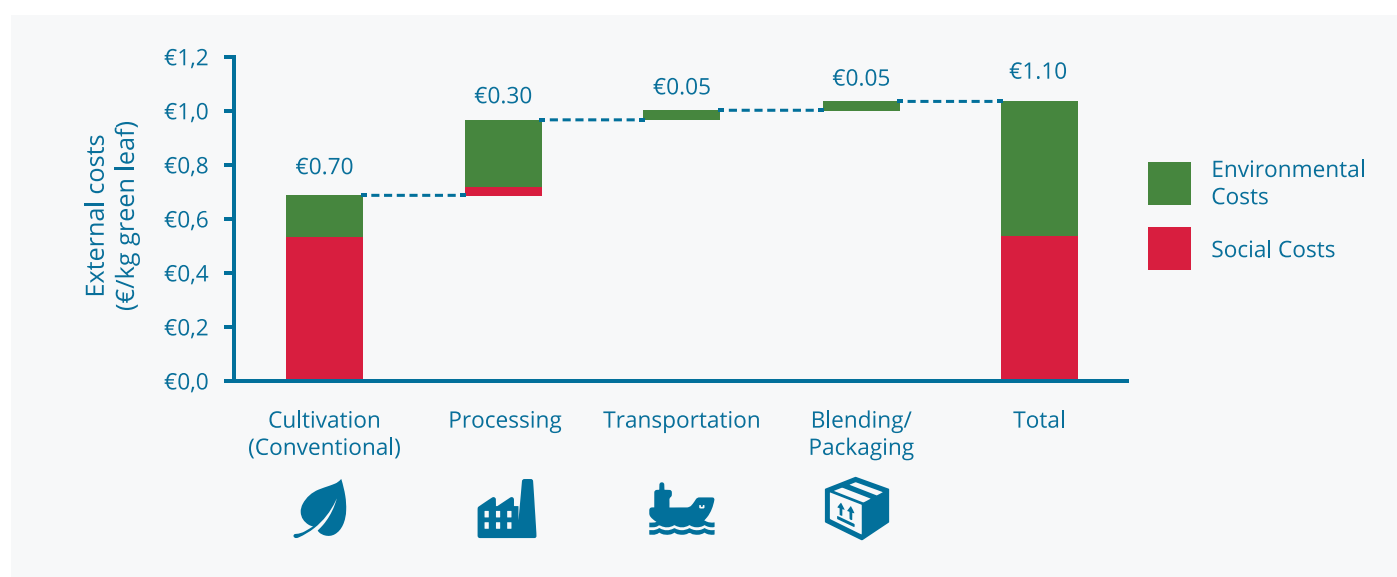 External costs
(€/kg green leaf)
€1,2
€1,0
€0,8
€0,6
€0,4
€0,2
€0,0
€0.70
€0.30
€0.05
€0.05
€1.10
Cultivation
(Conventional)
Processing
Transportation
Blending/
Packaging
Total
Environmental
Costs
Social Costs